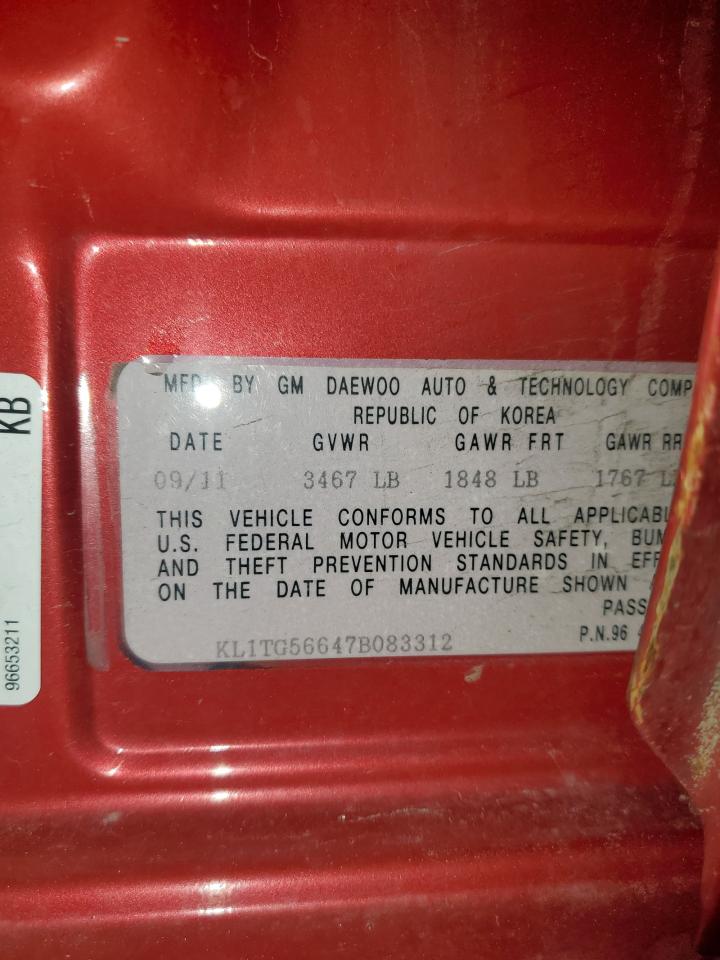 MFD BY GM DAEWOO AUTO & TECHNOLOGY COMP
REPUBLIC OF KOREA
DATE GVWR GAWR FRT GAWR RR
09/11 3467 LB 1848 LB 1767 L
THIS VEHICLE CONFORMS TO ALL APPLICABL
U.S. FEDERAL MOTOR VEHICLE SAFETY, BUM
AND THEFT PREVENTION STANDARDS IN EFF
ON THE DATE OF MANUFACTURE SHOWN
PASS
KL1TG56647B083312 P.N.96
KB
96653211